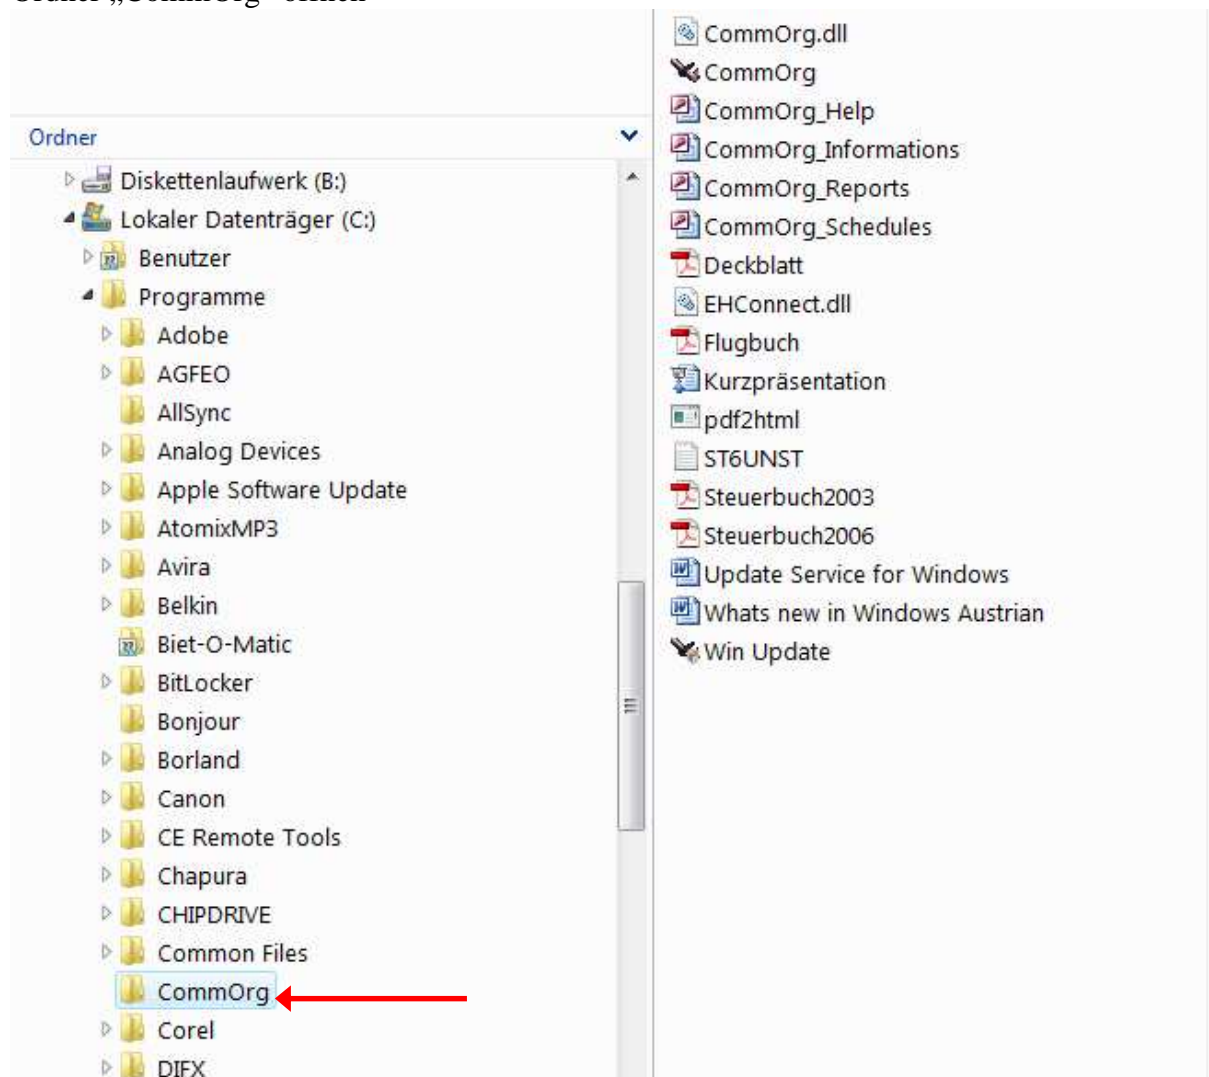 Ordner „CommOrg“ öffnen
Ordner
Diskettenlaufwerk (B:)
Lokaler Datenträger (C:)
Benutzer
Programme
Adobe
AGFEO
AllSync
Analog Devices
Apple Software Update
AtomixMP3
Avira
Belkin
Biet-O-Matic
BitLocker
Bonjour
Borland
Canon
CE Remote Tools
Chapura
CHIPDRIVE
Common Files
CommOrg
Corel
DIFX
CommOrg.dll
CommOrg
CommOrg_Help
CommOrg_Informations
CommOrg_Reports
CommOrg_Schedules
Deckblatt
EHConnect.dll
Flugbuch
Kurzpräsentation
pdf2html
ST6UNST
Steuerbuch2003
Steuerbuch2006
Update Service for Windows
Whats new in Windows Austrian
Win Update